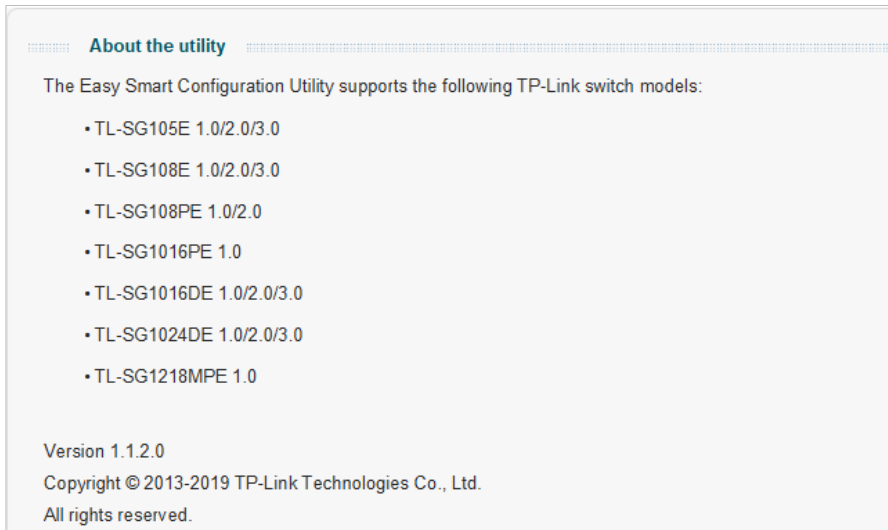 About the utility
The Easy Smart Configuration Utility supports the following TP-Link switch models:
• TL-SG105E 1.0/2.0/3.0
• TL-SG108E 1.0/2.0/3.0
• TL-SG108PE 1.0/2.0
• TL-SG1016PE 1.0
• TL-SG1016DE 1.0/2.0/3.0
• TL-SG1024DE 1.0/2.0/3.0
• TL-SG1218MPE 1.0
Version 1.1.2.0
Copyright © 2013-2019 TP-Link Technologies Co., Ltd.
All rights reserved.